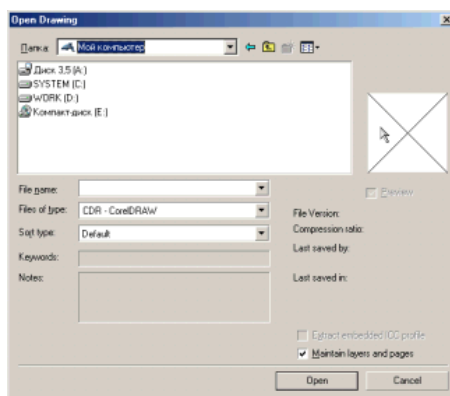 Open Drawing
Папка: Мой компьютер
Диск 3,5 (A:)
SYSTEM (C:)
WORK (D:)
Компакт-диск (E:)
File name:
Preview
Files of type: CDR - CorelDRAW
File Version:
Sort type: Default
Compression ratio:
Keywords:
Last saved by:
Notes:
Last saved in:
Extract embedded ICC profile
Maintain layers and pages
Open Cancel